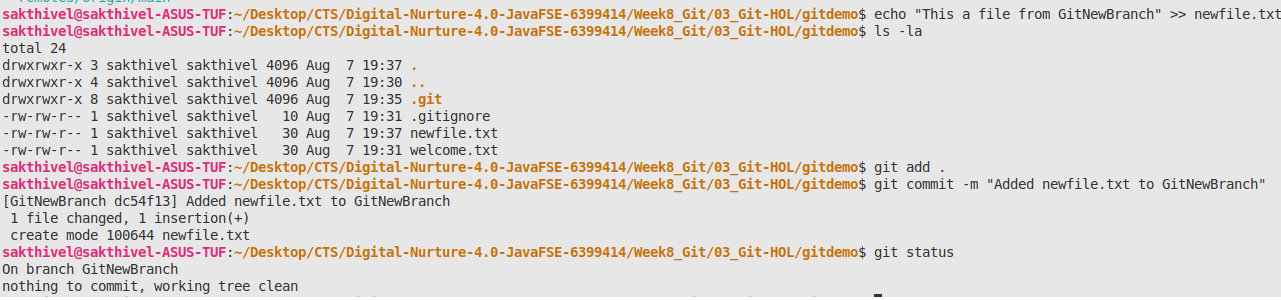 remotes/origin/main
sakthivel@sakthivel-ASUS-TUF:~/Desktop/CTS/Digital-Nurture-4.0-JavaFSE-6399414/Week8_Git/03_Git-HOL/gitdemo$ echo "This a file from GitNewBranch" >> newfile.txt
sakthivel@sakthivel-ASUS-TUF:~/Desktop/CTS/Digital-Nurture-4.0-JavaFSE-6399414/Week8_Git/03_Git-HOL/gitdemo$ ls -la
total 24
drwxrwxr-x 3 sakthivel sakthivel 4096 Aug  7 19:37 .
drwxrwxr-x 4 sakthivel sakthivel 4096 Aug  7 19:30 ..
drwxrwxr-x 8 sakthivel sakthivel 4096 Aug  7 19:35 .git
-rw-rw-r-- 1 sakthivel sakthivel   10 Aug  7 19:31 .gitignore
-rw-rw-r-- 1 sakthivel sakthivel   30 Aug  7 19:37 newfile.txt
-rw-rw-r-- 1 sakthivel sakthivel   30 Aug  7 19:31 welcome.txt
sakthivel@sakthivel-ASUS-TUF:~/Desktop/CTS/Digital-Nurture-4.0-JavaFSE-6399414/Week8_Git/03_Git-HOL/gitdemo$ git add .
sakthivel@sakthivel-ASUS-TUF:~/Desktop/CTS/Digital-Nurture-4.0-JavaFSE-6399414/Week8_Git/03_Git-HOL/gitdemo$ git commit -m "Added newfile.txt to GitNewBranch"
[GitNewBranch dc54f13] Added newfile.txt to GitNewBranch
 1 file changed, 1 insertion(+)
 create mode 100644 newfile.txt
sakthivel@sakthivel-ASUS-TUF:~/Desktop/CTS/Digital-Nurture-4.0-JavaFSE-6399414/Week8_Git/03_Git-HOL/gitdemo$ git status
On branch GitNewBranch
nothing to commit, working tree clean